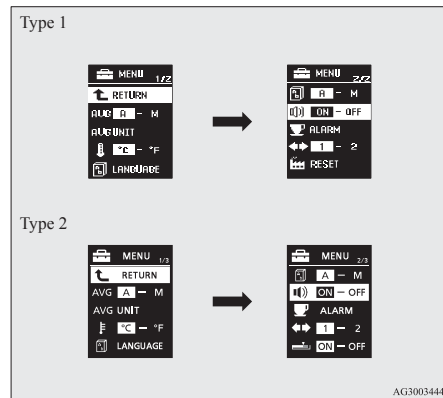 Type 1
MENU 1/2
RETURN
AVG A - M
AVG UNIT
°C - °F
LANGUAGE
MENU 2/2
A - M
ON - OFF
ALARM
1 - 2
RESET
Type 2
MENU 1/3
RETURN
AVG A - M
AVG UNIT
°C - °F
LANGUAGE
MENU 2/3
A - M
ON - OFF
ALARM
1 - 2
ON - OFF
AG3003444